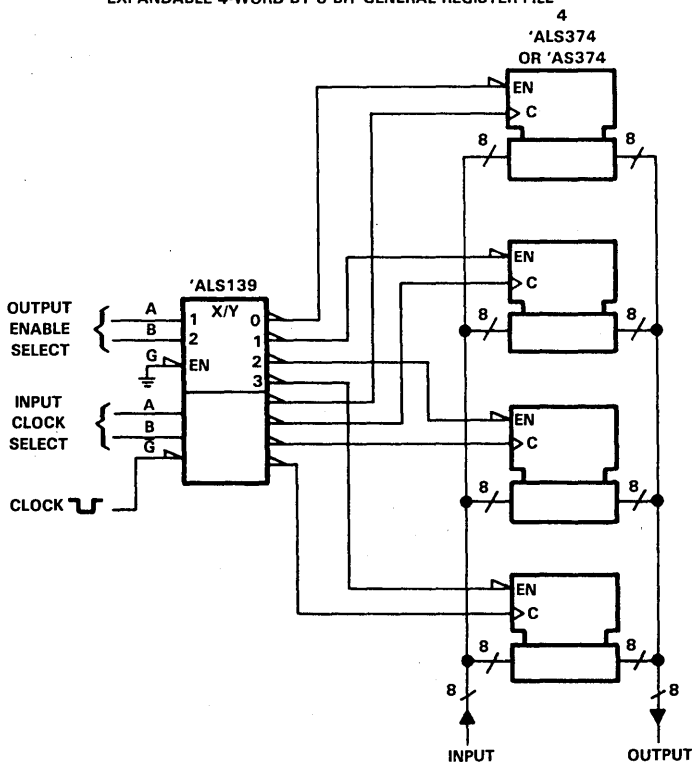 EXPANDABLE 4-WORD BY 8-BIT GENERAL REGISTER FILE
4
'ALS374
OR 'AS374
EN
C
8
8
EN
C
8
8
'ALS139
X/Y
OUTPUT
ENABLE
SELECT
A
B
G
1
2
EN
0
1
2
3
INPUT
CLOCK
SELECT
A
B
G
CLOCK
EN
C
8
8
EN
C
8
8
8
8
INPUT
OUTPUT